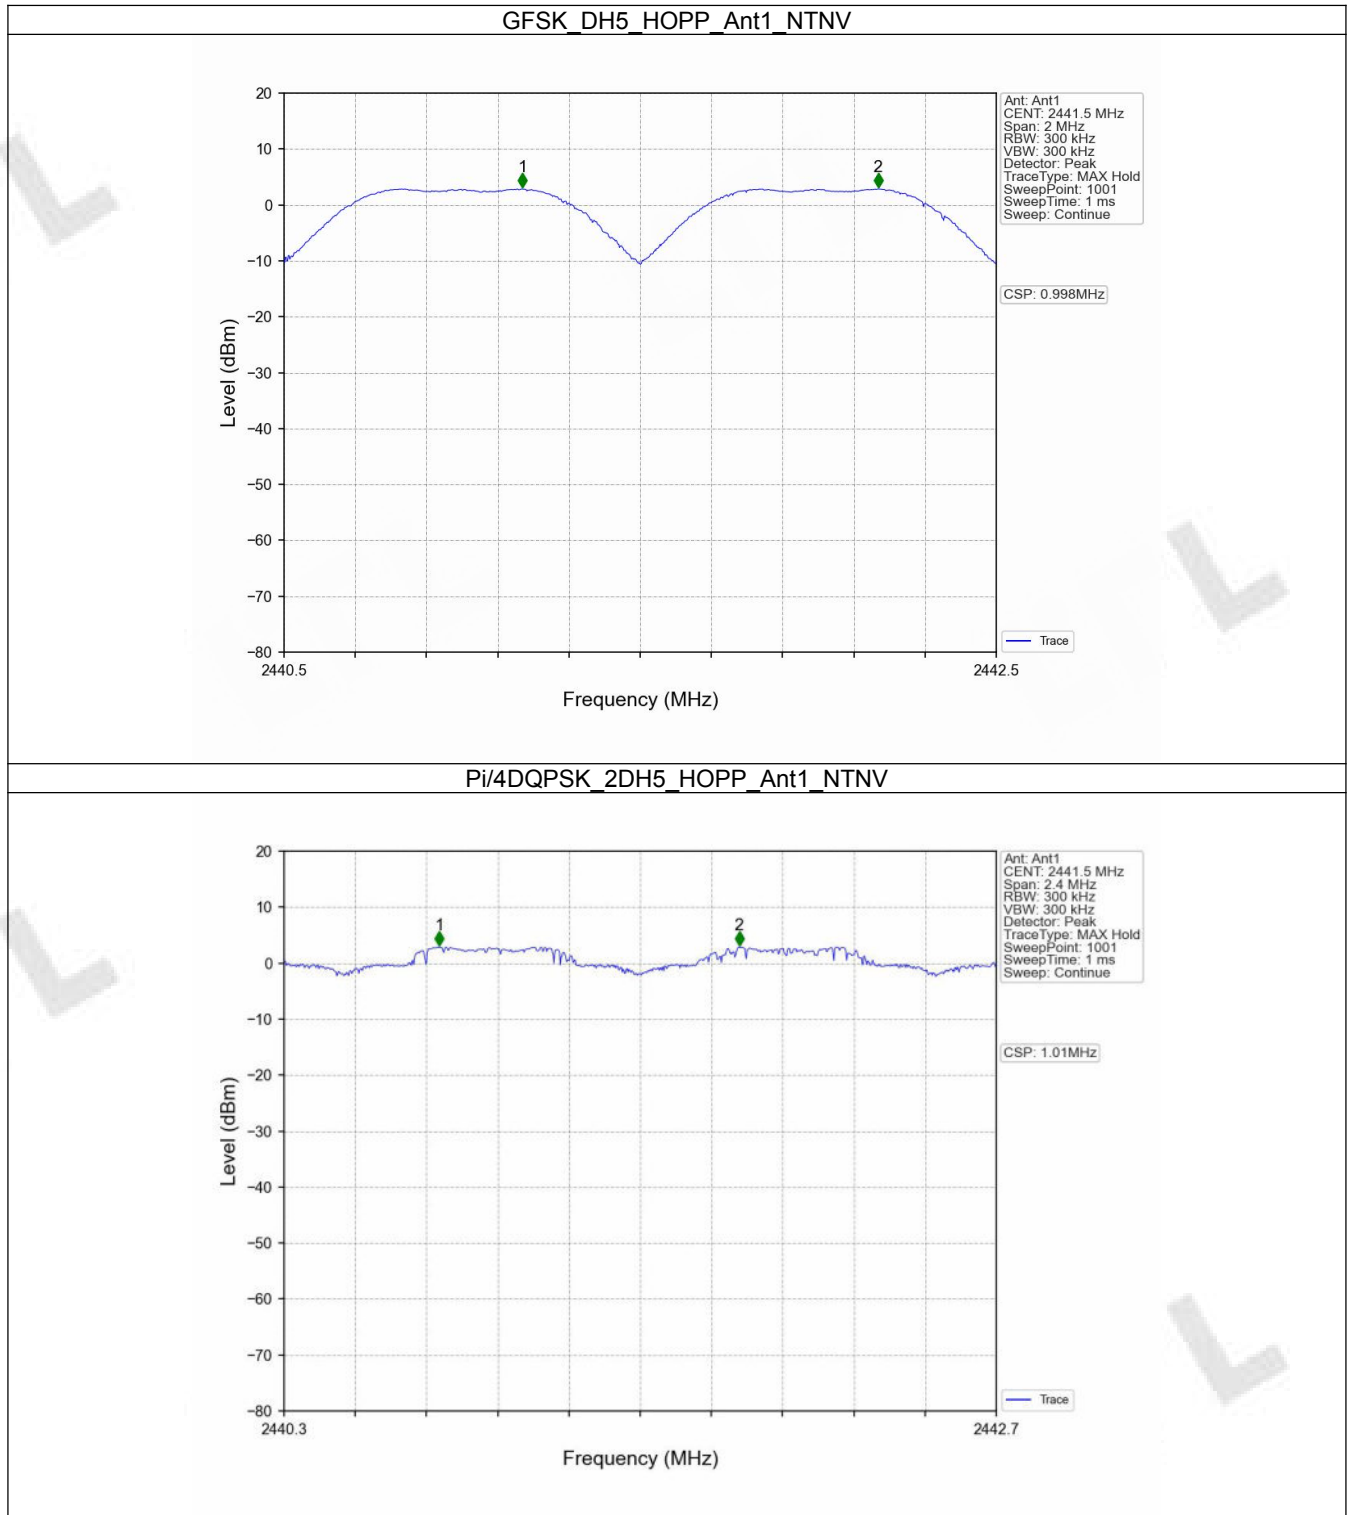 GFSK_DH5_HOPP_Ant1_NTNV
20
10
0
−10
−20
−30
−40
−50
−60
−70
−80
Level (dBm)
1
2
2440.5
2442.5
Frequency (MHz)
Ant: Ant1
CENT: 2441.5 MHz
Span: 2 MHz
RBW: 300 kHz
VBW: 300 kHz
Detector: Peak
TraceType: MAX Hold
SweepPoint: 1001
SweepTime: 1 ms
Sweep: Continue
CSP: 0.998MHz
Trace
Pi/4DQPSK_2DH5_HOPP_Ant1_NTNV
20
10
0
−10
−20
−30
−40
−50
−60
−70
−80
Level (dBm)
1
2
2440.3
2442.7
Frequency (MHz)
Ant: Ant1
CENT: 2441.5 MHz
Span: 2.4 MHz
RBW: 300 kHz
VBW: 300 kHz
Detector: Peak
TraceType: MAX Hold
SweepPoint: 1001
SweepTime: 1 ms
Sweep: Continue
CSP: 1.01MHz
Trace